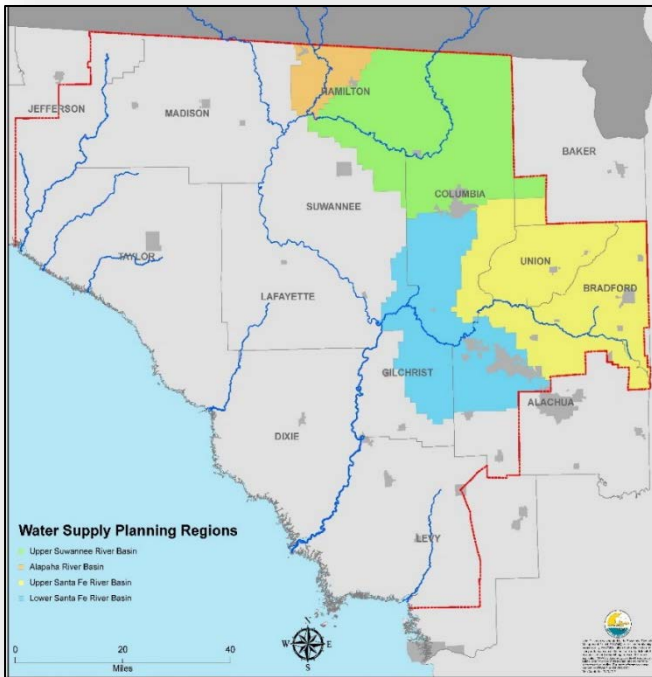 JEFFERSON
MADISON
HAMILTON
BAKER
SUWANNEE
COLUMBIA
TAYLOR
LAFAYETTE
UNION
BRADFORD
GILCHRIST
ALACHUA
DIXIE
LEVY
Water Supply Planning Regions
Upper Suwannee River Basin
Alapaha River Basin
Upper Santa Fe River Basin
Lower Santa Fe River Basin
N
W E
S
0 20 40
Miles